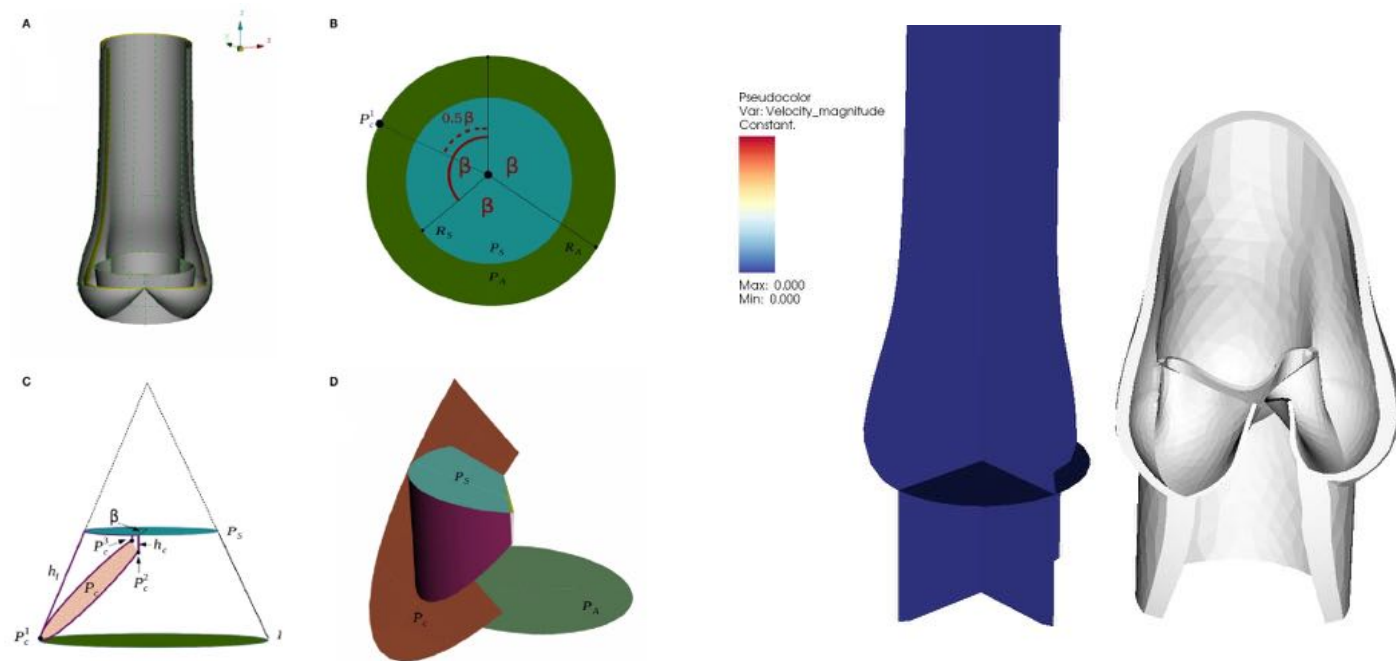 A
Z
X
B
P_c^1
0.5β
β β
β
R_S
P_S
R_A
P_A
C
β
P_S
P_c^3
h_c
h_l
P_c
P_c^2
P_c^1
D
P_S
P_A
P_c
Pseudocolor
Var: Velocity_magnitude
Constant.
Max: 0.000
Min: 0.000